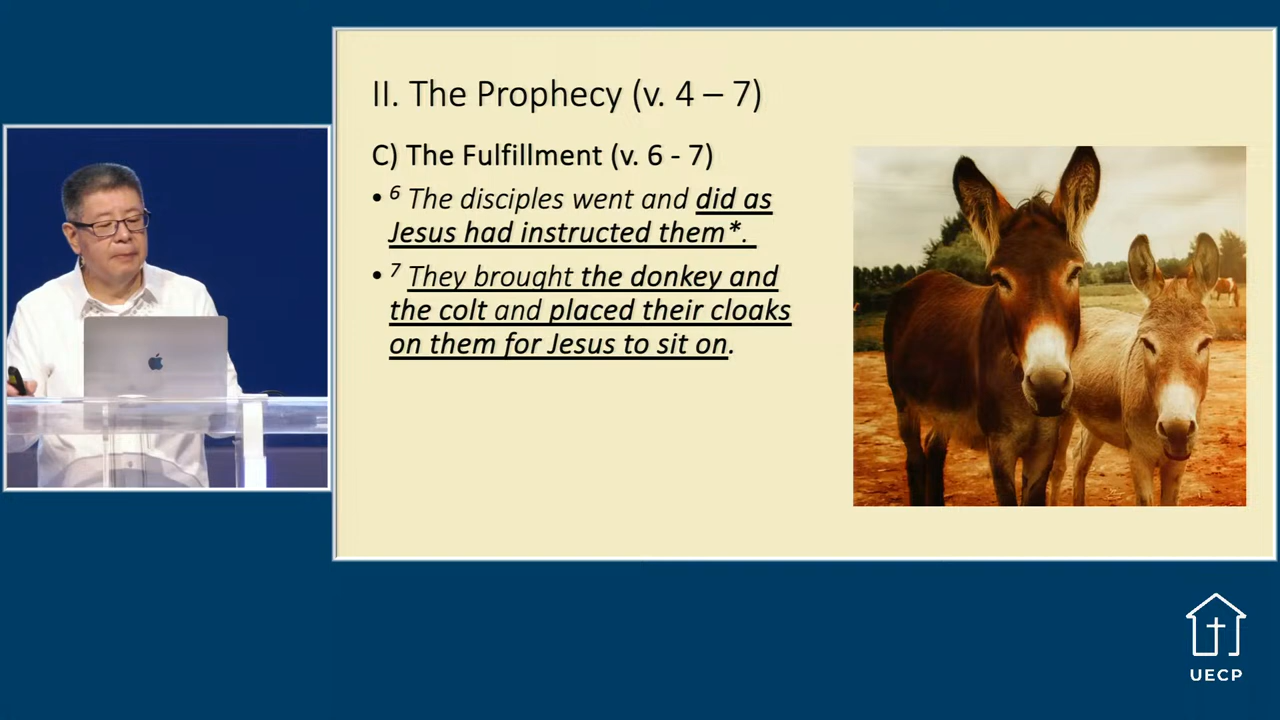 II. The Prophecy (v. 4 – 7)
C) The Fulfillment (v. 6 - 7)
• ⁶ The disciples went and did as
Jesus had instructed them*.
• ⁷ They brought the donkey and
the colt and placed their cloaks
on them for Jesus to sit on.
UECP